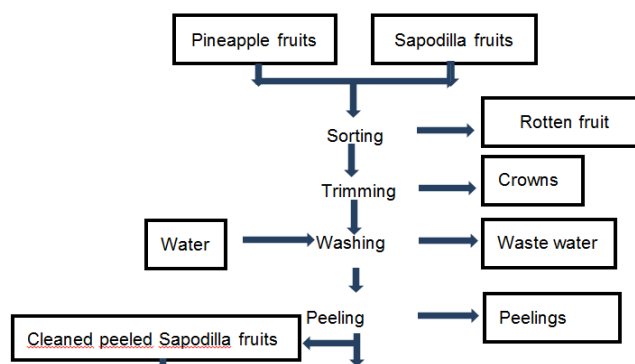 Pineapple fruits
Sapodilla fruits
Sorting
Rotten fruit
Trimming
Crowns
Water
Washing
Waste water
Peeling
Peelings
Cleaned peeled Sapodilla fruits